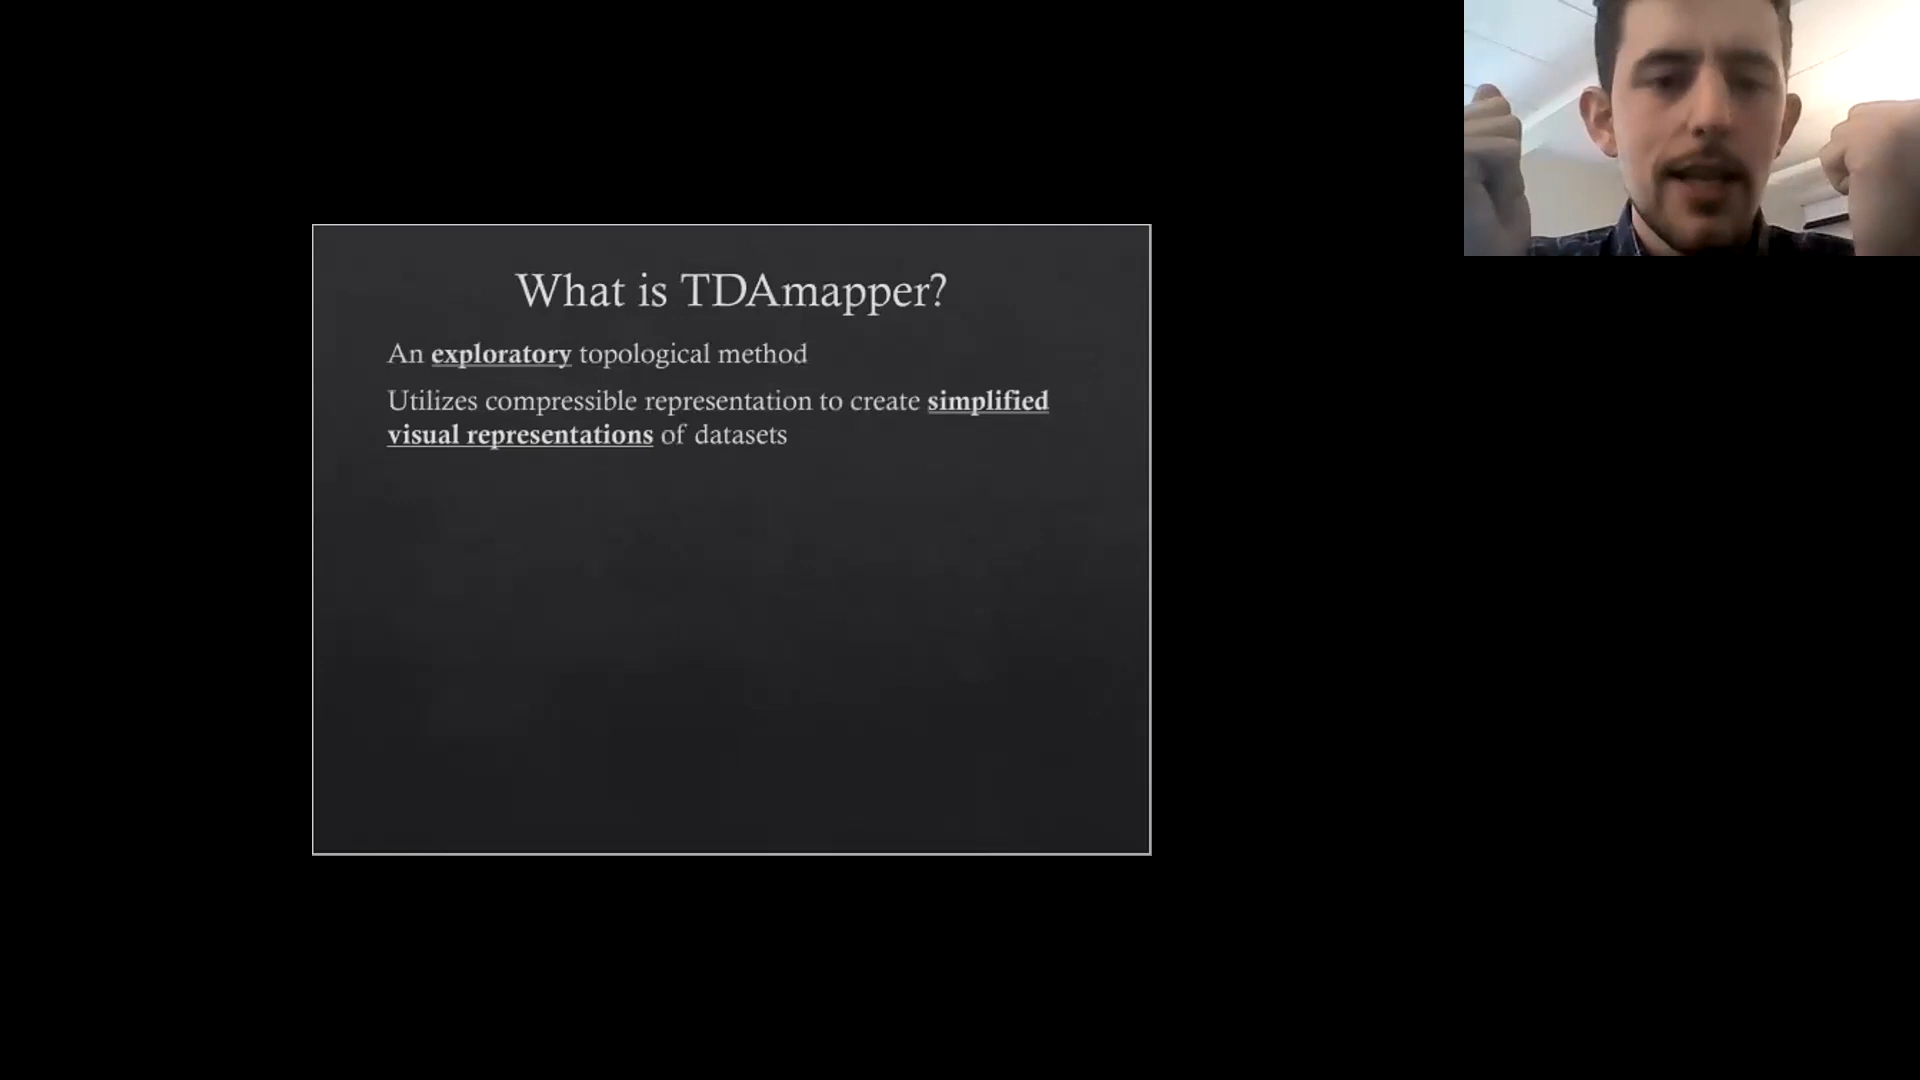 What is TDAmapper?
An exploratory topological method
Utilizes compressible representation to create simplified
visual representations of datasets